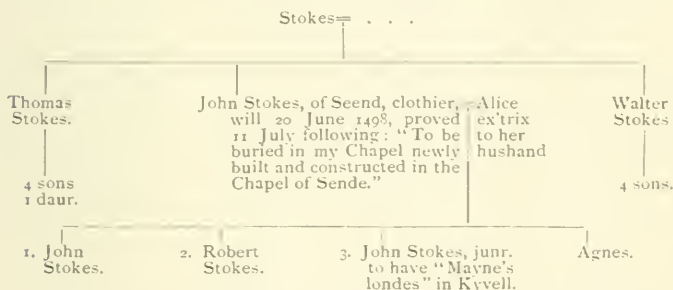 Stokes= . . .
Thomas
Stokes.
4 sons
1 daur.
John Stokes, of Seend, clothier,
will 20 June 1498, proved
11 July following: "To be
buried in my Chapel newly
built and constructed in the
Chapel of Sende."
=Alice
ex'trix
to her
husband
Walter
Stokes
4 sons.
1. John
Stokes.
2. Robert
Stokes.
3. John Stokes, junr.
to have "Mayne's
londes" in Kyvell.
Agnes.